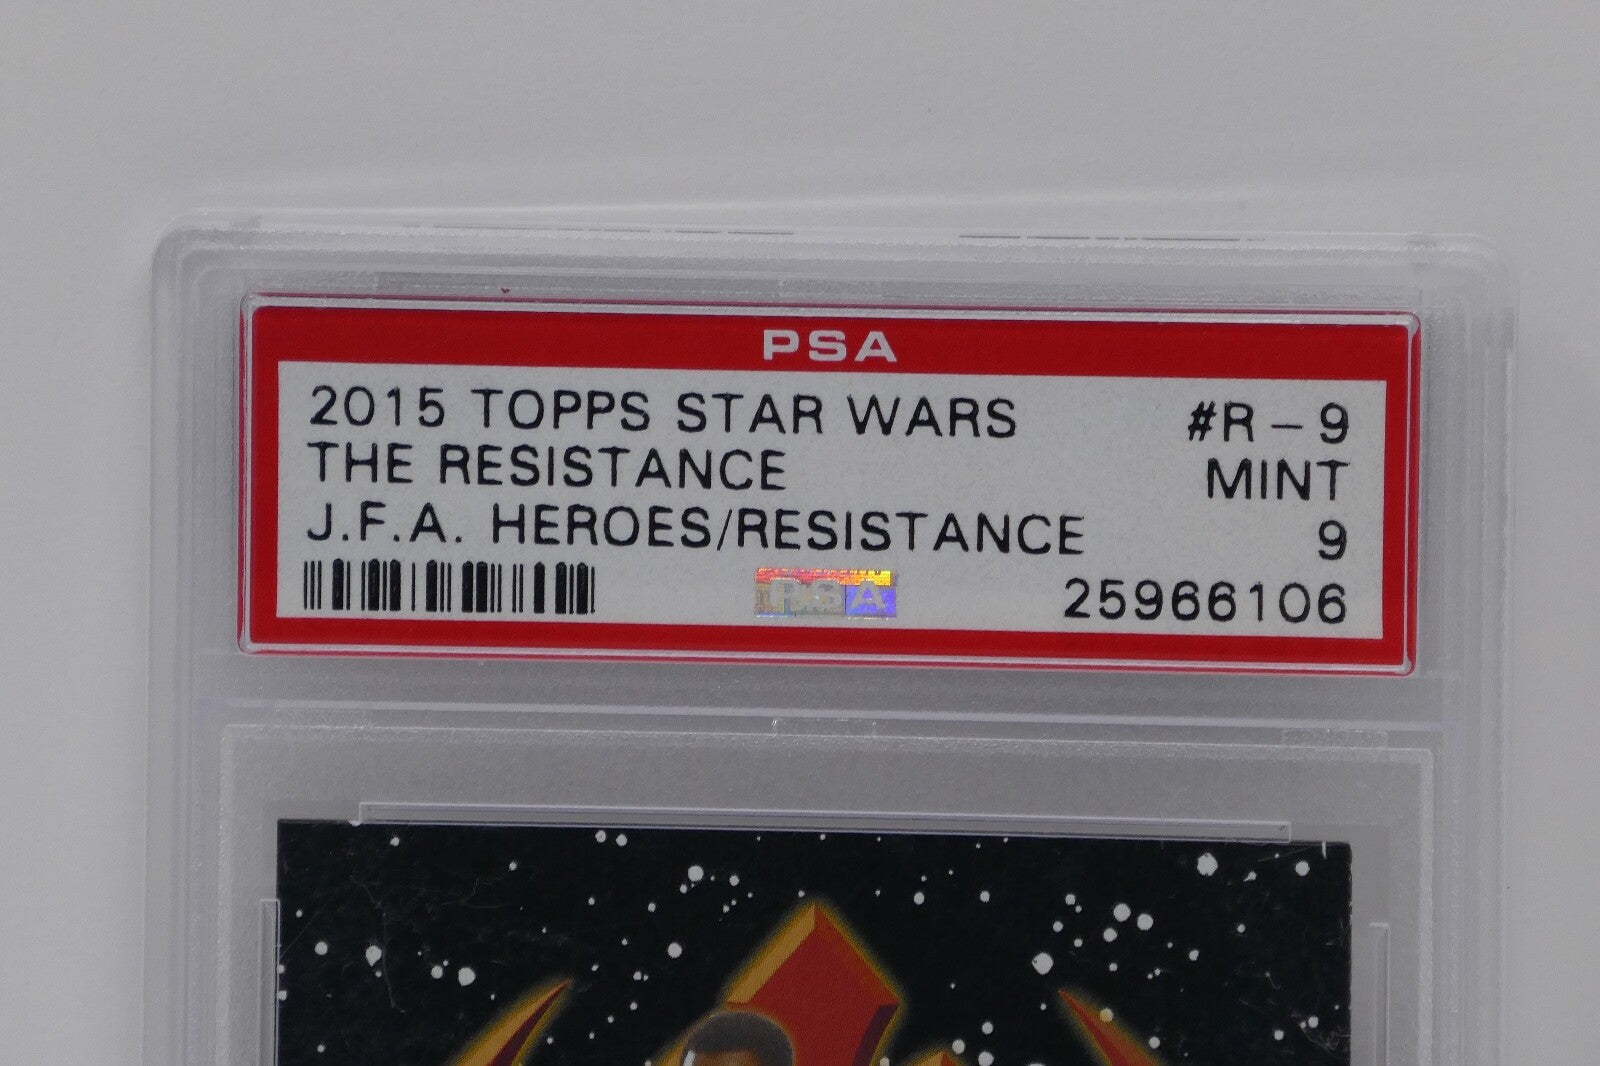 PSA
2015 TOPPS STAR WARS #R-9
THE RESISTANCE MINT
J.F.A. HEROES/RESISTANCE 9
PSA 25966106